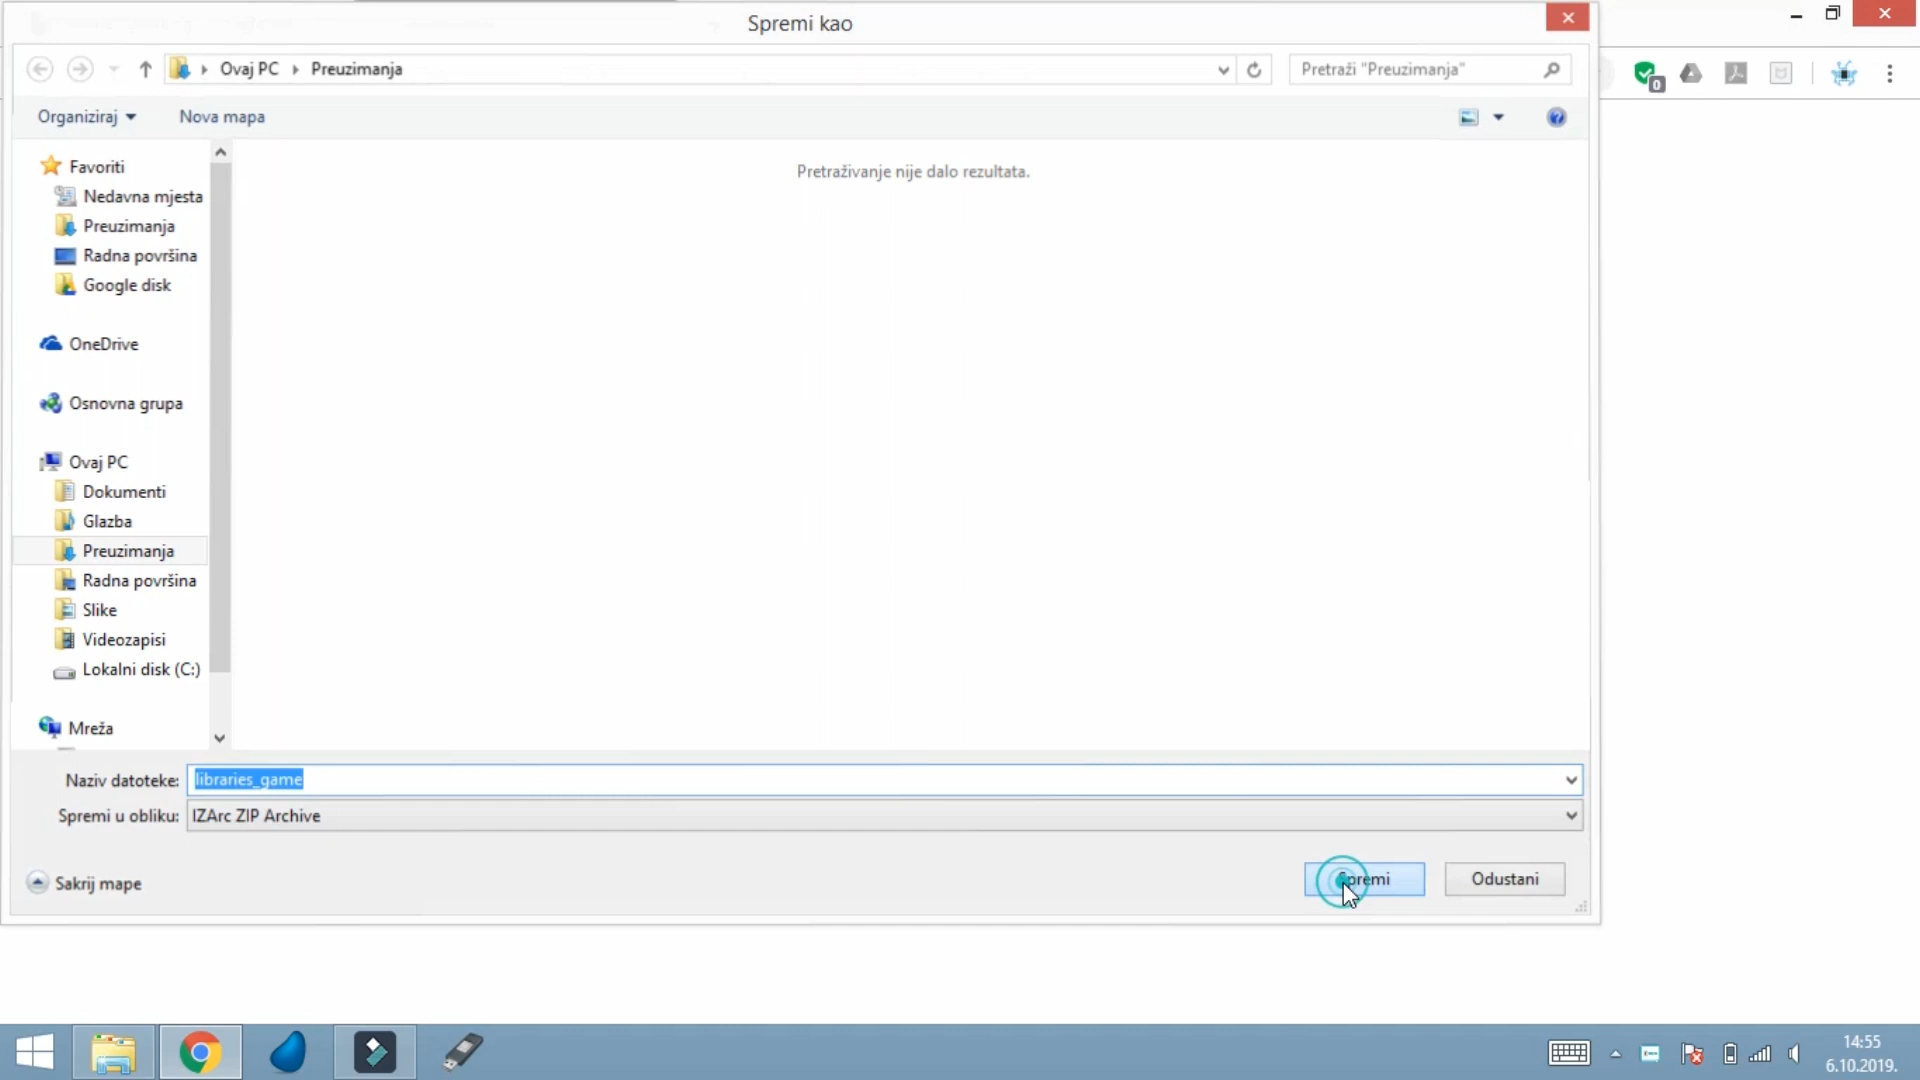 Spremi kao
Ovaj PC Preuzimanja
Pretraži "Preuzimanja"
0
Organiziraj Nova mapa
Pretraživanje nije dalo rezultata.
Favoriti
Nedavna mjesta
Preuzimanja
Radna površina
Google disk
OneDrive
Osnovna grupa
Ovaj PC
Dokumenti
Glazba
Preuzimanja
Radna površina
Slike
Videozapisi
Lokalni disk (C:)
Mreža
Naziv datoteke: libraries_game
Spremi u obliku: IZArc ZIP Archive
Sakrij mape
Spremi
Odustani
14:55
6.10.2019.